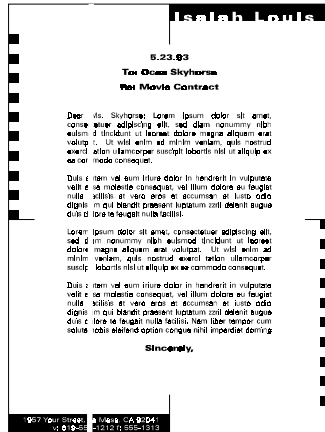 Isaiah Louis
5.23.93
To: Ocea Skyhorse
Re: Movie Contract
Dear Ms. Skyhorse: Lorem ipsum dolor sit amet,
adipiscing elit, sed diam nonummy nibh
tincidunt ut laoreet dolore magna aliquam erat
Ut wisi enim ad minim veniam, quis nostrud
ullamcorper suscipit lobortis nisl ut aliquip ex
ea commodo consequat.
Duis autem vel eum iriure dolor in hendrerit in vulputate
velit esse molestie consequat, vel illum dolore eu feugiat
nulla facilisis at vero eros et accumsan et iusto odio
qui blandit praesent luptatum zzril delenit augue
duis dolore te feugait nulla facilisi.
Lorem ipsum dolor sit amet, consectetuer adipiscing elit,
sed diam nonummy nibh euismod tincidunt ut laoreet
dolore magna aliquam erat volutpat. Ut wisi enim ad
minim veniam, quis nostrud exerci tation ullamcorper
suscipit lobortis nisl ut aliquip ex ea commodo consequat.
Duis autem vel eum iriure dolor in hendrerit in vulputate
velit esse molestie consequat, vel illum dolore eu feugiat
nulla facilisis at vero eros et accumsan et iusto odio
qui blandit praesent luptatum zzril delenit augue
duis dolore te feugait nulla facilisi. Nam liber tempor cum
soluta nobis eleifend option congue nihil imperdiet doming
Sincerely,
1957 Your Street, La Mesa, CA 92041
v: 619-555-1212 f: 555-1313